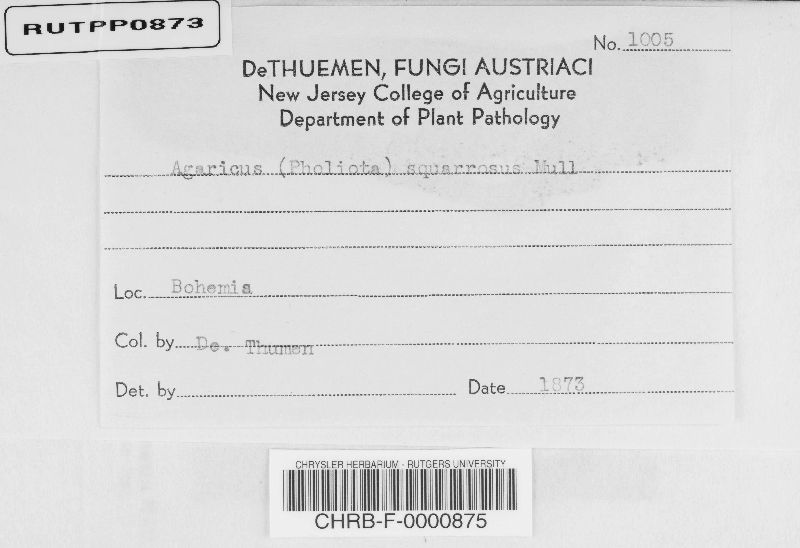 RUTPP0873
No. 1005
DeTHUEMEN, FUNGI AUSTRIACI
New Jersey College of Agriculture
Department of Plant Pathology
Agaricus (Pholiota) squarrosus Mull
Loc. Bohemia
Col. by De. Thumen
Det. by Date 1873
CHRYSLER HERBARIUM - RUTGERS UNIVERSITY
CHRB-F-0000875